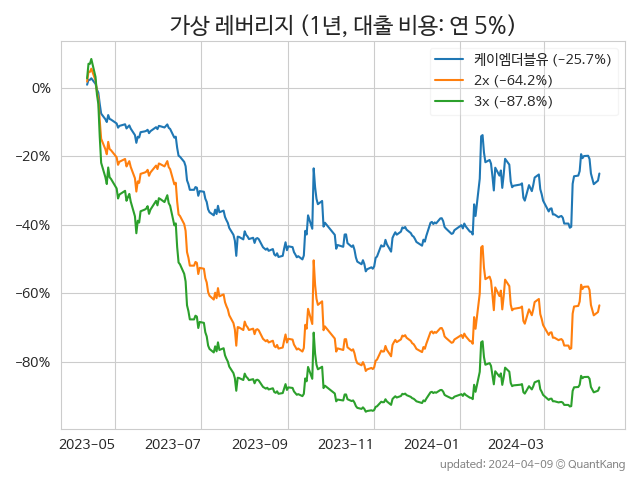 가상 레버리지 (1년, 대출 비용: 연 5%)
케이엠더블유 (−25.7%)
2x (−64.2%)
3x (−87.8%)
0%
−20%
−40%
−60%
−80%
2023-05 2023-07 2023-09 2023-11 2024-01 2024-03
updated: 2024-04-09 © QuantKang